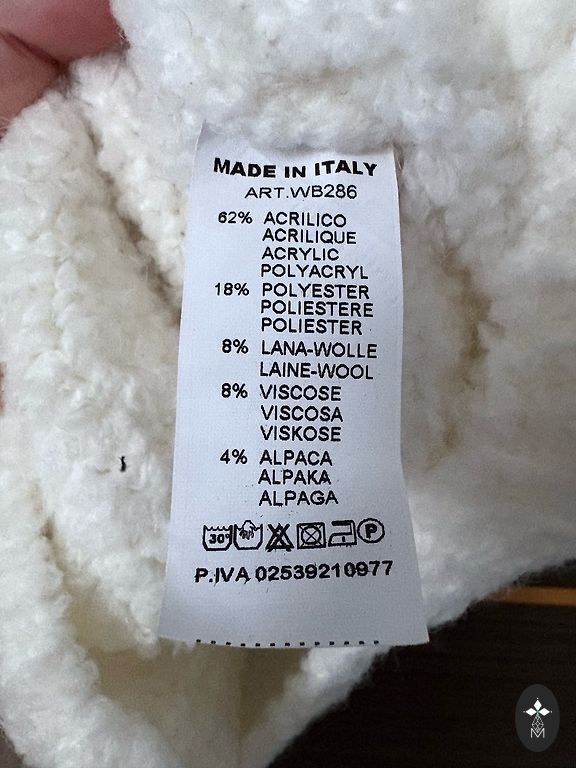 MADE IN ITALY
ART.WB286
62% ACRILICO
ACRILIQUE
ACRYLIC
POLYACRYL
18% POLYESTER
POLIESTERE
POLIESTER
8% LANA-WOLLE
LAINE-WOOL
8% VISCOSE
VISCOSA
VISKOSE
4% ALPACA
ALPAKA
ALPAGA
30° P
P.IVA 02539210977
M